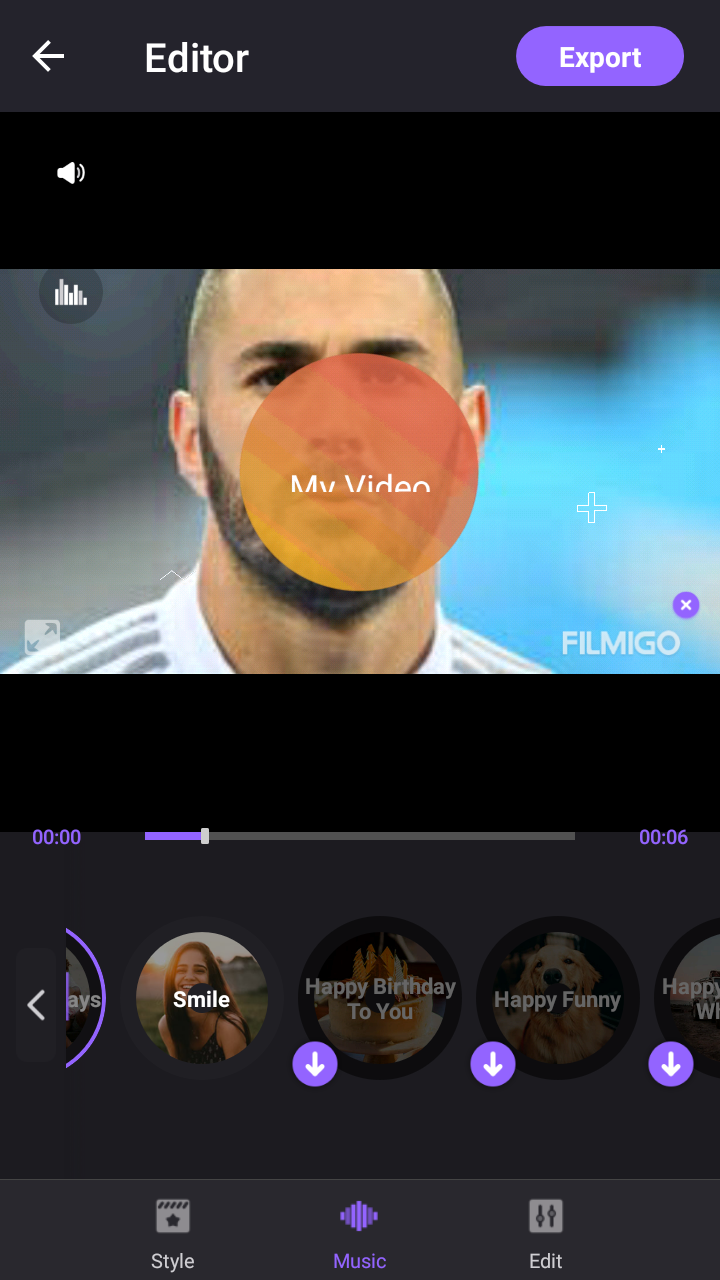 Editor
Export
My Video
FILMIGO
00:00
00:06
ays
Smile
Happy Birthday
To You
Happy Funny
Happy
Wh
Style
Music
Edit